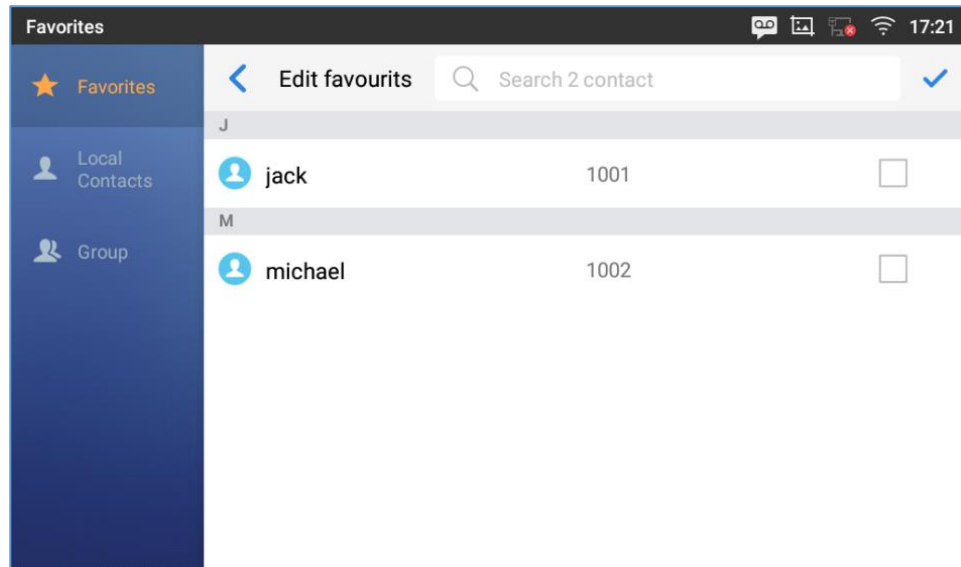 Favorites
17:21
Favorites
Local
Contacts
Group
Edit favourits
Search 2 contact
J
jack 1001
M
michael 1002